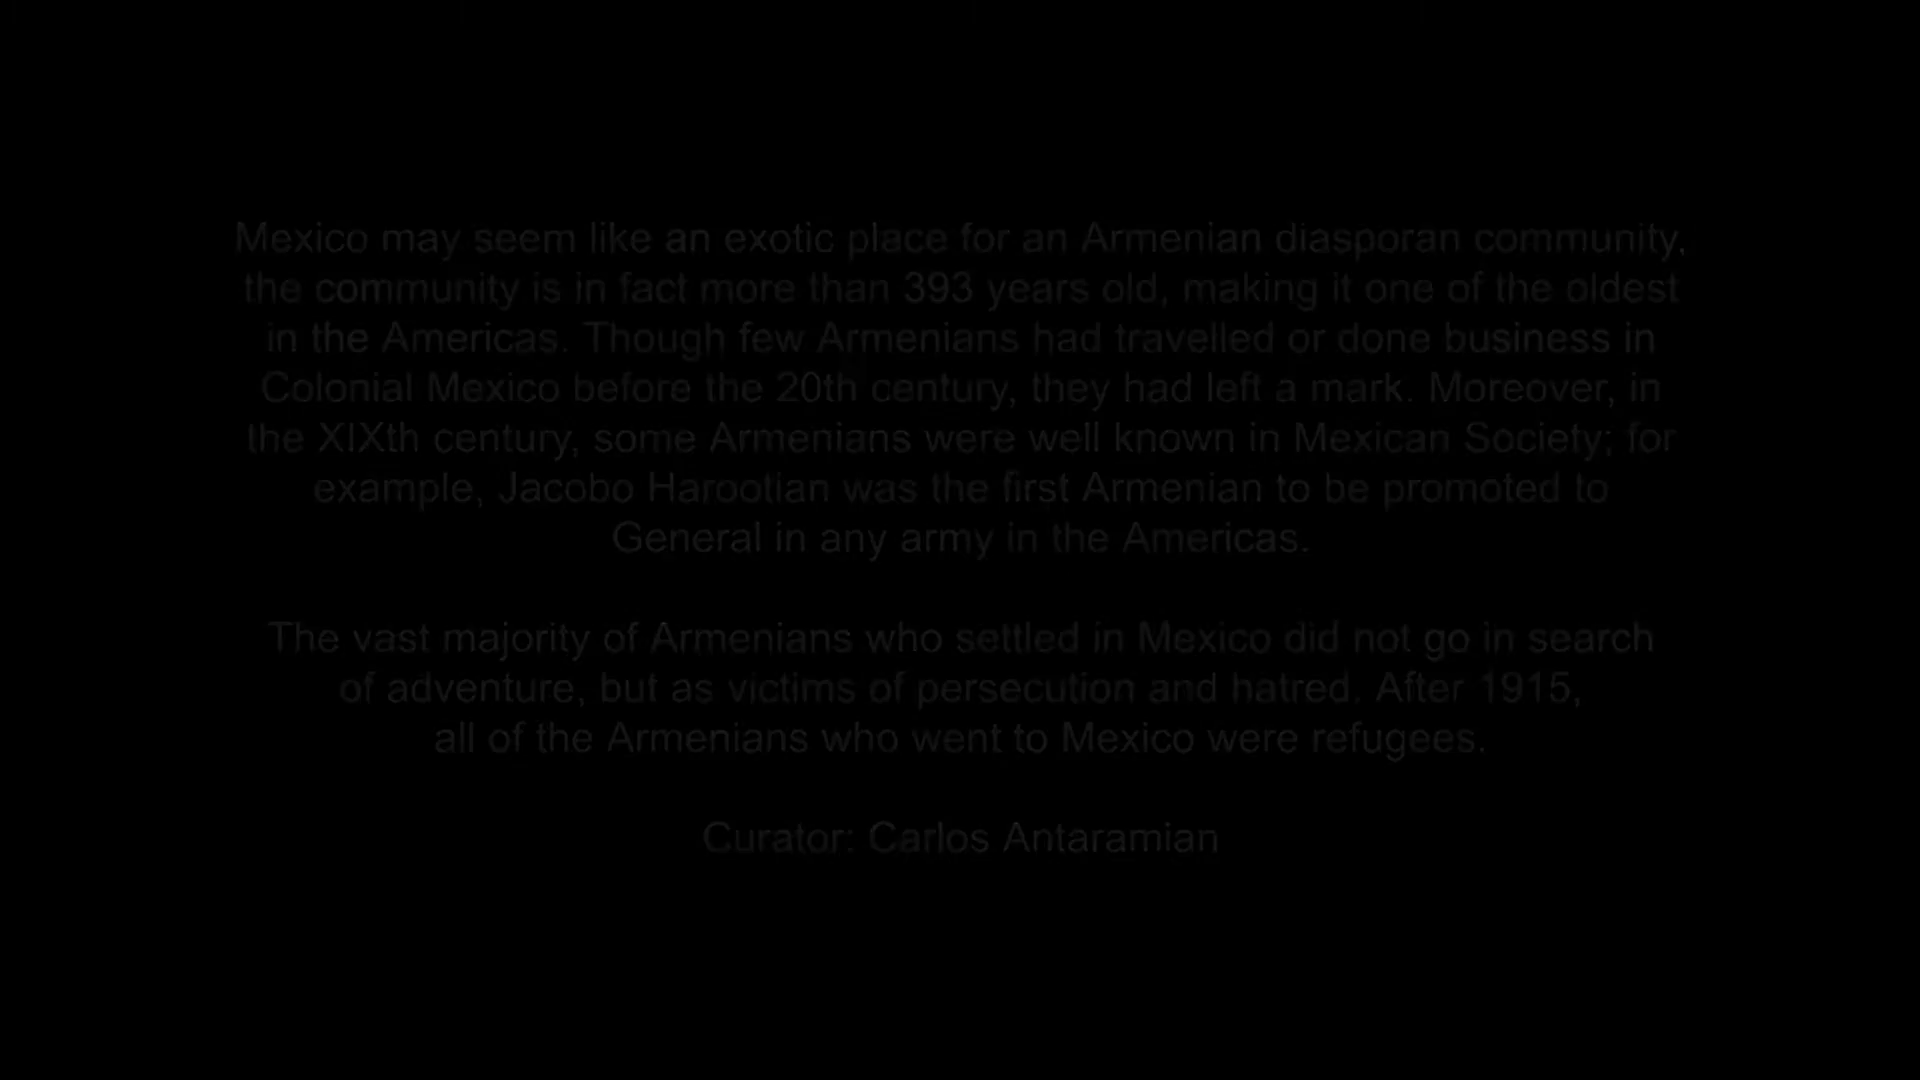 Mexico may seem like an exotic place for an Armenian diasporan community,
the community is in fact more than 393 years old, making it one of the oldest
in the Americas. Though few Armenians had travelled or done business in
Colonial Mexico before the 20th century, they had left a mark. Moreover, in
the XIXth century, some Armenians were well known in Mexican Society; for
example, Jacobo Harootian was the first Armenian to be promoted to
General in any army in the Americas.
The vast majority of Armenians who settled in Mexico did not go in search
of adventure, but as victims of persecution and hatred. After 1915,
all of the Armenians who went to Mexico were refugees.
Curator: Carlos Antaramian